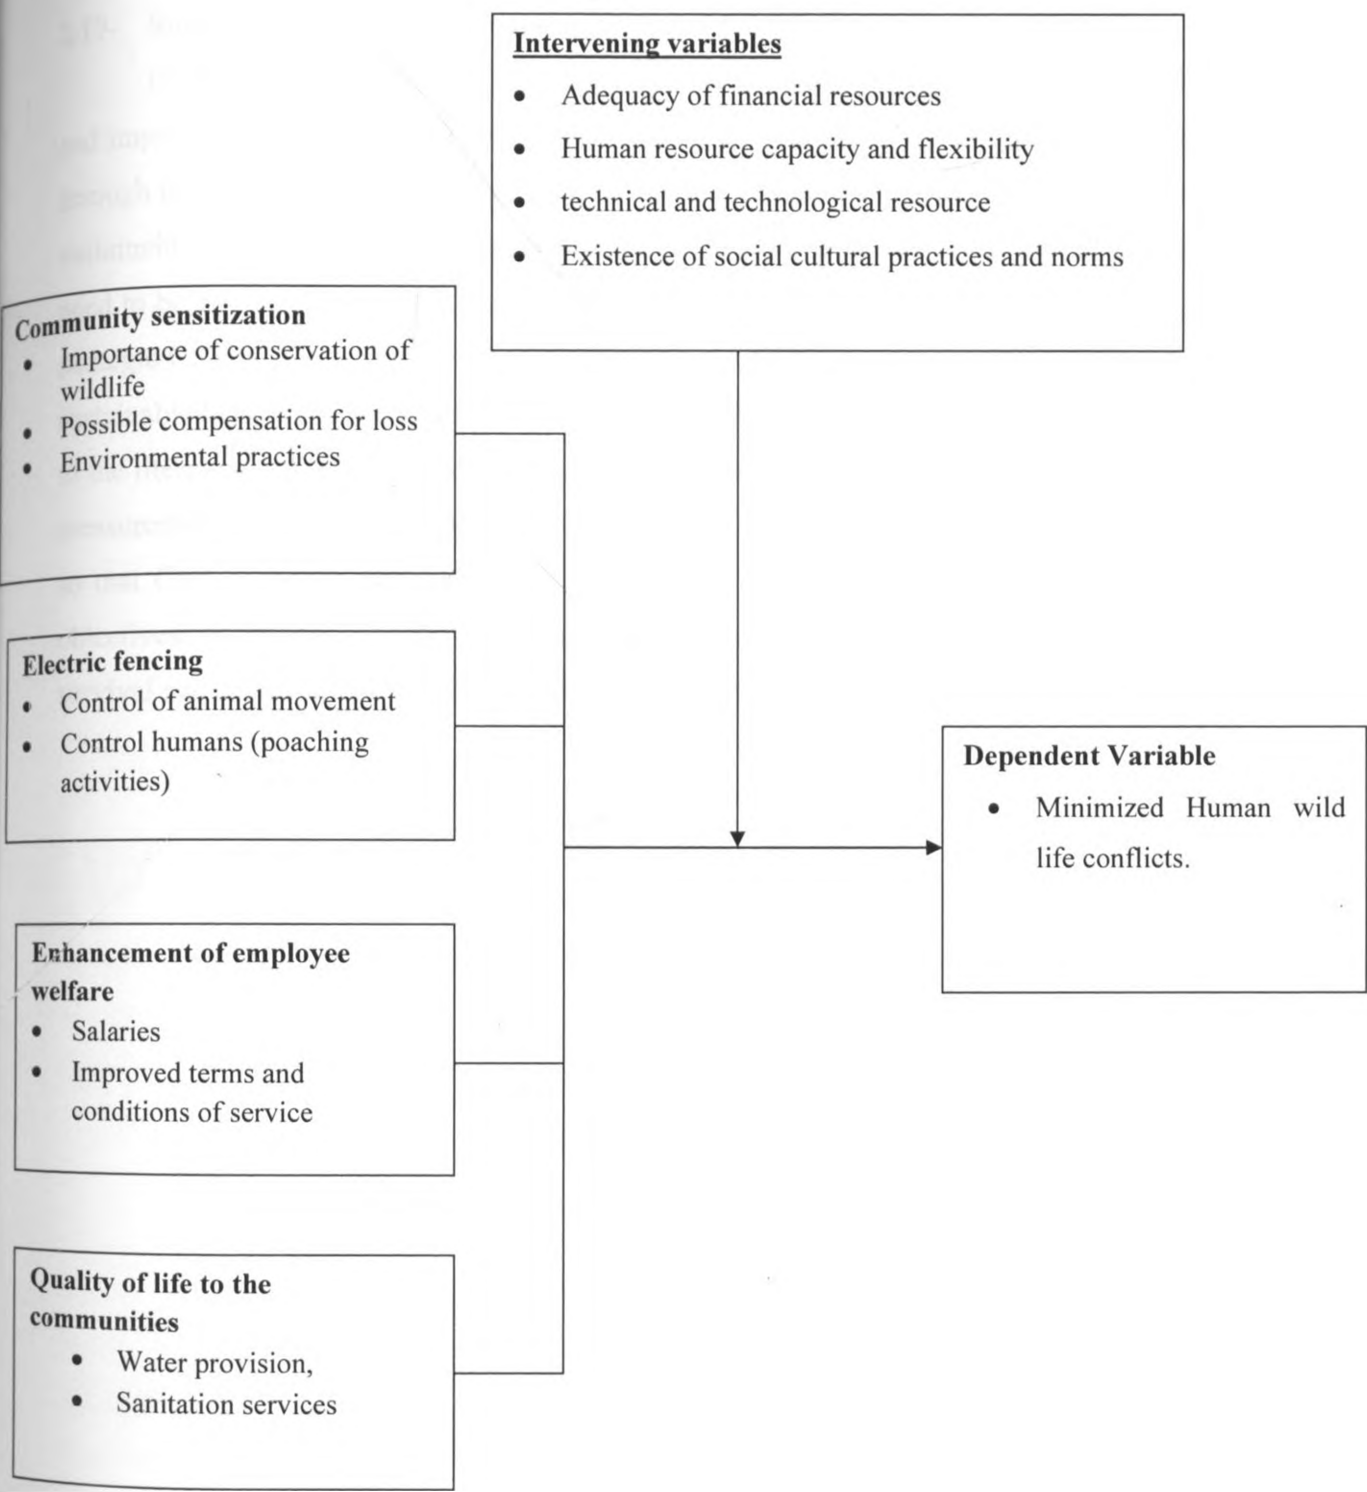 Intervening variables
• Adequacy of financial resources
• Human resource capacity and flexibility
• technical and technological resource
• Existence of social cultural practices and norms
Community sensitization
• Importance of conservation of
wildlife
• Possible compensation for loss
• Environmental practices
Electric fencing
• Control of animal movement
• Control humans (poaching
activities)
Enhancement of employee
welfare
• Salaries
• Improved terms and
conditions of service
Quality of life to the
communities
• Water provision,
• Sanitation services
Dependent Variable
• Minimized Human wild
life conflicts.